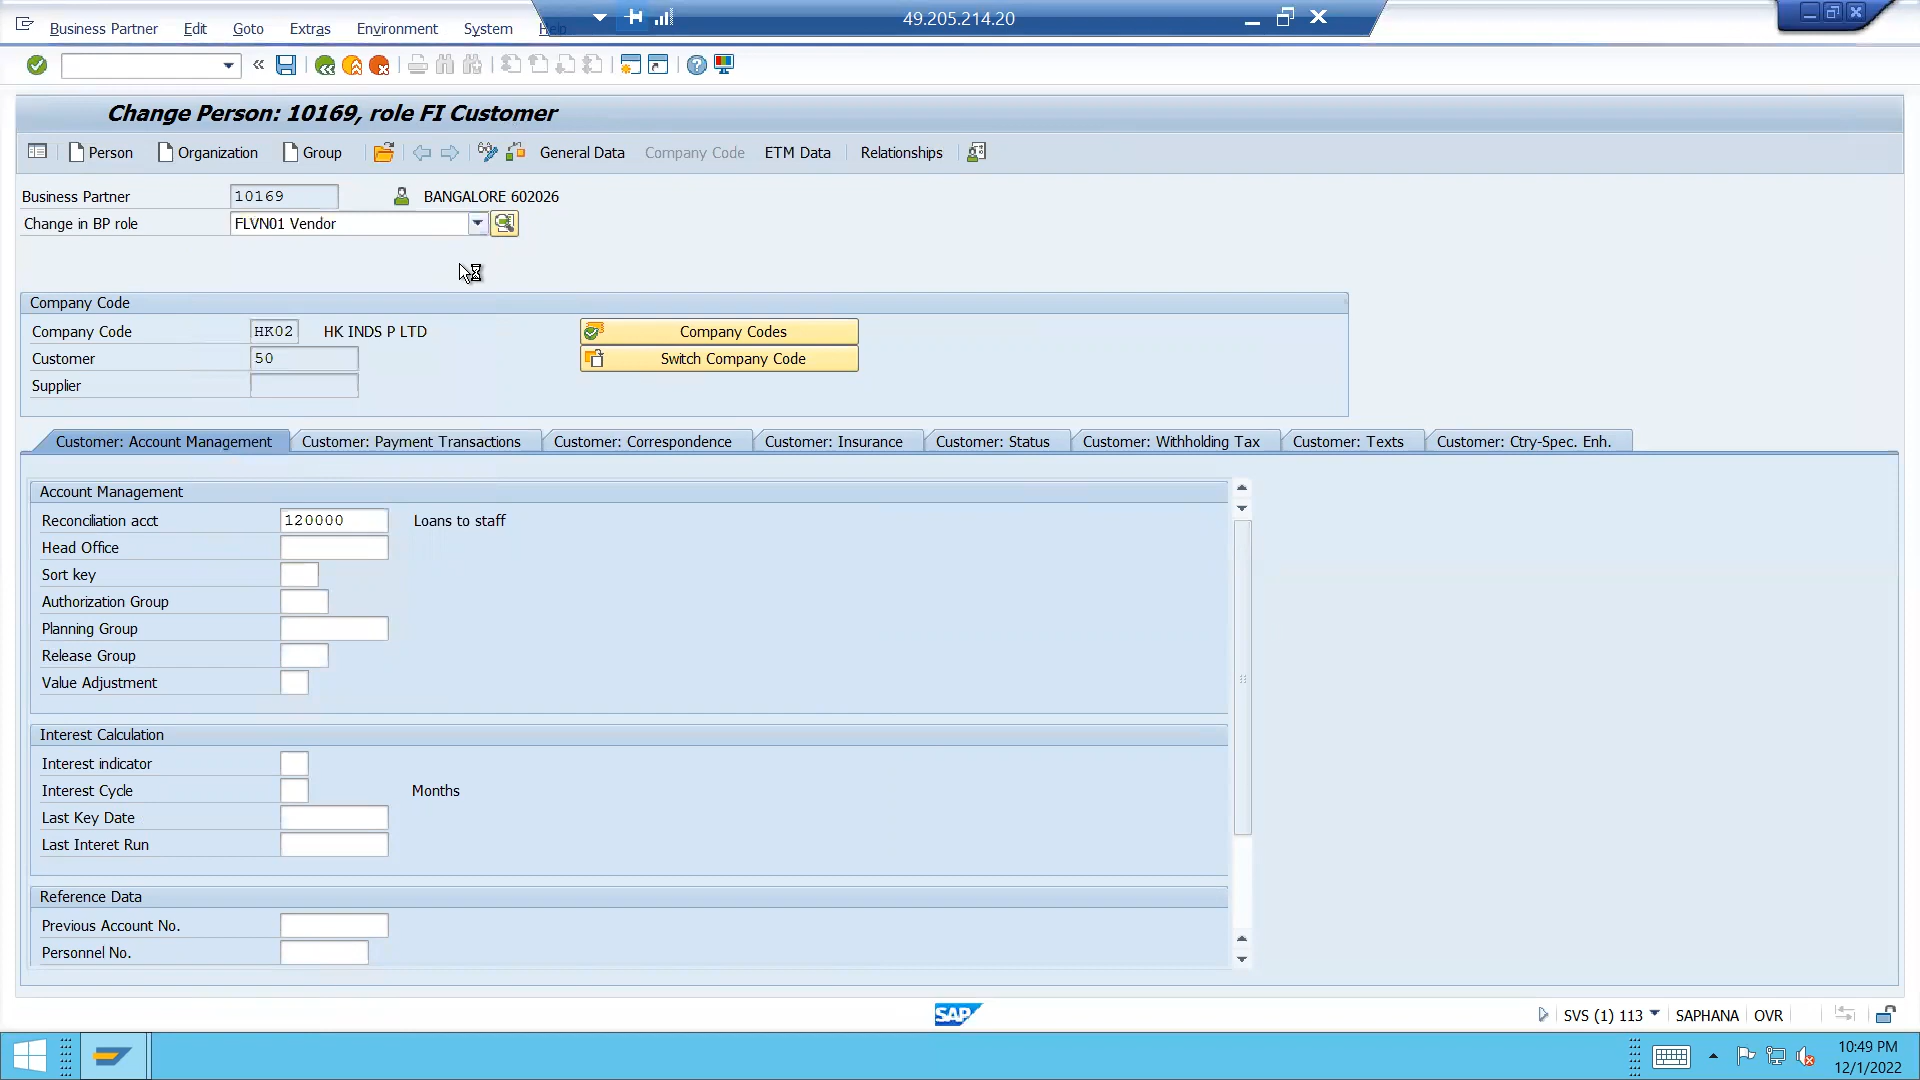 49.205.214.20
Business Partner Edit Goto Extras Environment System Help
Change Person: 10169, role FI Customer
Person Organization Group General Data Company Code ETM Data Relationships
Business Partner 10169 BANGALORE 602026
Change in BP role FLVN01 Vendor
Company Code
Company Code HK02 HK INDS P LTD Company Codes
Customer 50 Switch Company Code
Supplier
Customer: Account Management Customer: Payment Transactions Customer: Correspondence Customer: Insurance Customer: Status Customer: Withholding Tax Customer: Texts Customer: Ctry-Spec. Enh.
Account Management
Reconciliation acct 120000 Loans to staff
Head Office
Sort key
Authorization Group
Planning Group
Release Group
Value Adjustment
Interest Calculation
Interest indicator
Interest Cycle Months
Last Key Date
Last Interet Run
Reference Data
Previous Account No.
Personnel No.
SAP SVS (1) 113 SAPHANA OVR
10:49 PM
12/1/2022